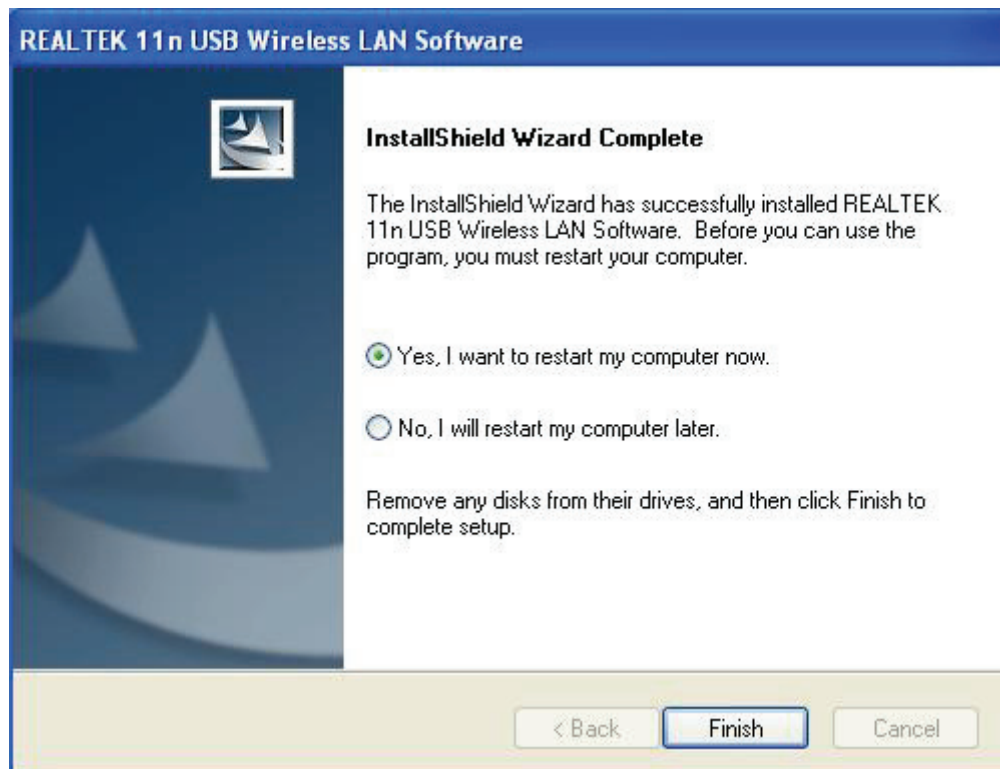 REALTEK 11n USB Wireless LAN Software
InstallShield Wizard Complete
The InstallShield Wizard has successfully installed REALTEK
11n USB Wireless LAN Software.  Before you can use the
program, you must restart your computer.
Yes, I want to restart my computer now.
No, I will restart my computer later.
Remove any disks from their drives, and then click Finish to
complete setup.
< Back
Finish
Cancel